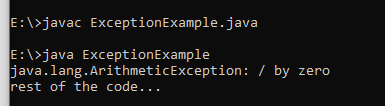 E:\>javac ExceptionExample.java
E:\>java ExceptionExample
java.lang.ArithmeticException: / by zero
rest of the code...